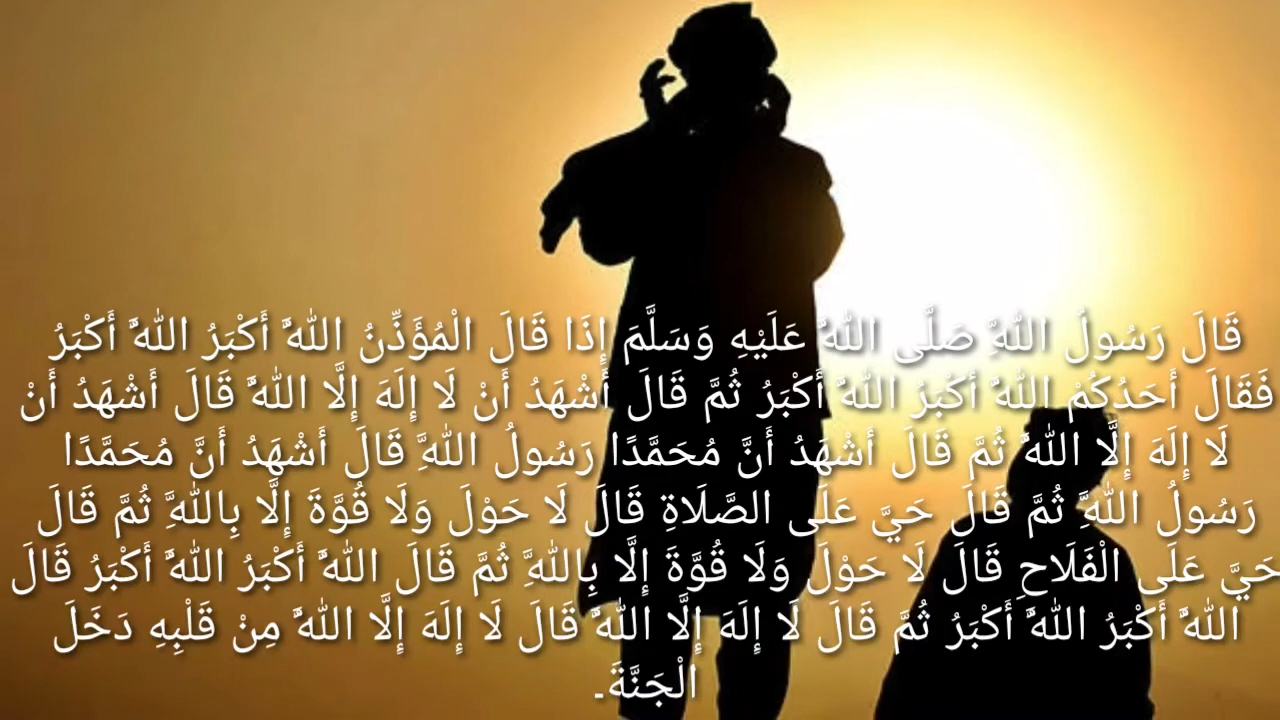 قَالَ رَسُولُ اللَّهِ صَلَّى اللَّهُ عَلَيْهِ وَسَلَّمَ إِذَا قَالَ الْمُؤَذِّنُ اللَّهُ أَكْبَرُ اللَّهُ أَكْبَرُ
فَقَالَ أَحَدُكُمْ اللَّهُ أَكْبَرُ اللَّهُ أَكْبَرُ ثُمَّ قَالَ أَشْهَدُ أَنْ لَا إِلَهَ إِلَّا اللَّهُ قَالَ أَشْهَدُ أَنْ
لَا إِلَهَ إِلَّا اللَّهُ ثُمَّ قَالَ أَشْهَدُ أَنَّ مُحَمَّدًا رَسُولُ اللَّهِ قَالَ أَشْهَدُ أَنَّ مُحَمَّدًا
رَسُولُ اللَّهِ ثُمَّ قَالَ حَيَّ عَلَى الصَّلَاةِ قَالَ لَا حَوْلَ وَلَا قُوَّةَ إِلَّا بِاللَّهِ ثُمَّ قَالَ
حَيَّ عَلَى الْفَلَاحِ قَالَ لَا حَوْلَ وَلَا قُوَّةَ إِلَّا بِاللَّهِ ثُمَّ قَالَ اللَّهُ أَكْبَرُ اللَّهُ أَكْبَرُ قَالَ
اللَّهُ أَكْبَرُ اللَّهُ أَكْبَرُ ثُمَّ قَالَ لَا إِلَهَ إِلَّا اللَّهُ قَالَ لَا إِلَهَ إِلَّا اللَّهُ مِنْ قَلْبِهِ دَخَلَ
الْجَنَّةَ۔